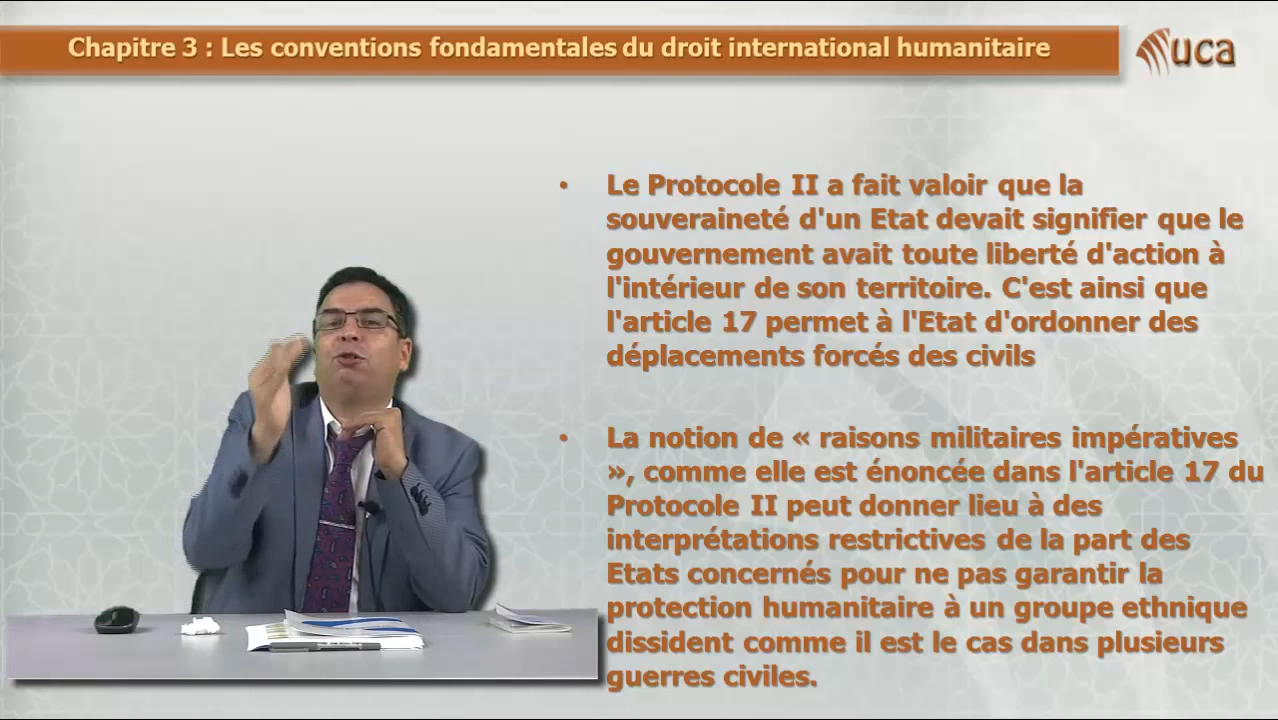 Chapitre 3 : Les conventions fondamentales du droit international humanitaire
uca
• Le Protocole II a fait valoir que la
souveraineté d'un Etat devait signifier que le
gouvernement avait toute liberté d'action à
l'intérieur de son territoire. C'est ainsi que
l'article 17 permet à l'Etat d'ordonner des
déplacements forcés des civils
• La notion de « raisons militaires impératives
», comme elle est énoncée dans l'article 17 du
Protocole II peut donner lieu à des
interprétations restrictives de la part des
Etats concernés pour ne pas garantir la
protection humanitaire à un groupe ethnique
dissident comme il est le cas dans plusieurs
guerres civiles.